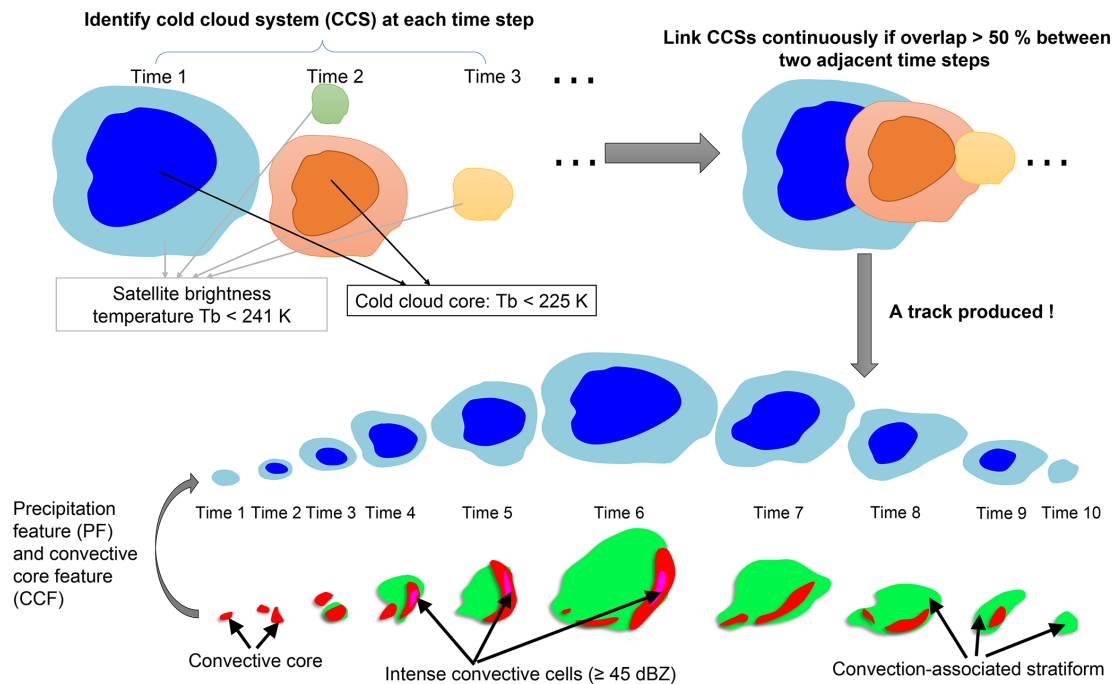 Identify cold cloud system (CCS) at each time step
Time 1
Time 2
Time 3
...
Link CCSs continuously if overlap > 50 % between
two adjacent time steps
...
...
Satellite brightness
temperature Tb < 241 K
Cold cloud core: Tb < 225 K
A track produced !
Precipitation
feature (PF)
and convective
core feature
(CCF)
Time 1
Time 2
Time 3
Time 4
Time 5
Time 6
Time 7
Time 8
Time 9
Time 10
Convective core
Intense convective cells (≥ 45 dBZ)
Convection-associated stratiform